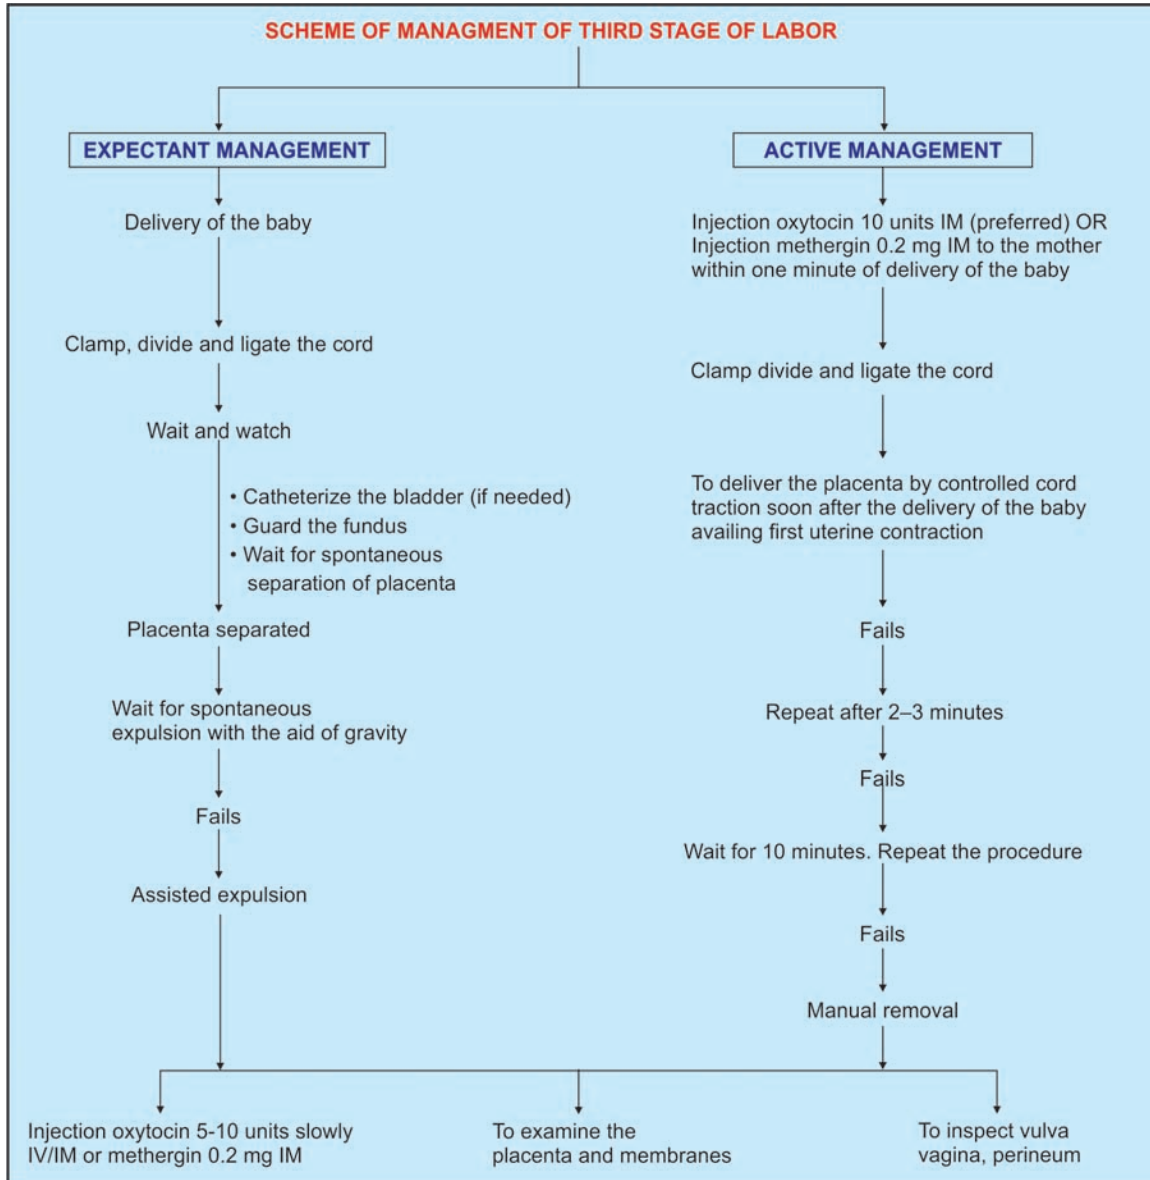 SCHEME OF MANAGMENT OF THIRD STAGE OF LABOR
EXPECTANT MANAGEMENT
Delivery of the baby
Clamp, divide and ligate the cord
Wait and watch
• Catheterize the bladder (if needed)
• Guard the fundus
• Wait for spontaneous
separation of placenta
Placenta separated
Wait for spontaneous
expulsion with the aid of gravity
Fails
Assisted expulsion
ACTIVE MANAGEMENT
Injection oxytocin 10 units IM (preferred) OR
Injection methergin 0.2 mg IM to the mother
within one minute of delivery of the baby
Clamp divide and ligate the cord
To deliver the placenta by controlled cord
traction soon after the delivery of the baby
availing first uterine contraction
Fails
Repeat after 2–3 minutes
Fails
Wait for 10 minutes. Repeat the procedure
Fails
Manual removal
Injection oxytocin 5-10 units slowly
IV/IM or methergin 0.2 mg IM
To examine the
placenta and membranes
To inspect vulva
vagina, perineum